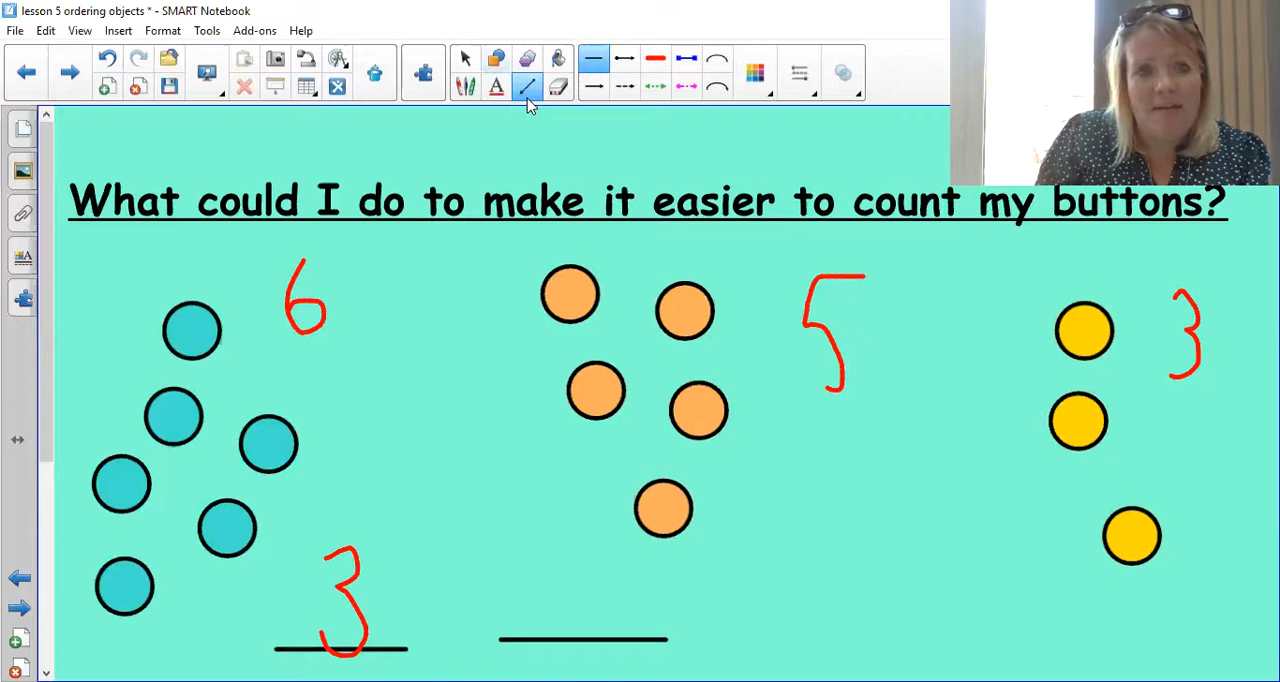 lesson 5 ordering objects * - SMART Notebook
File Edit View Insert Format Tools Add-ons Help
What could I do to make it easier to count my buttons?
6 5 3
3